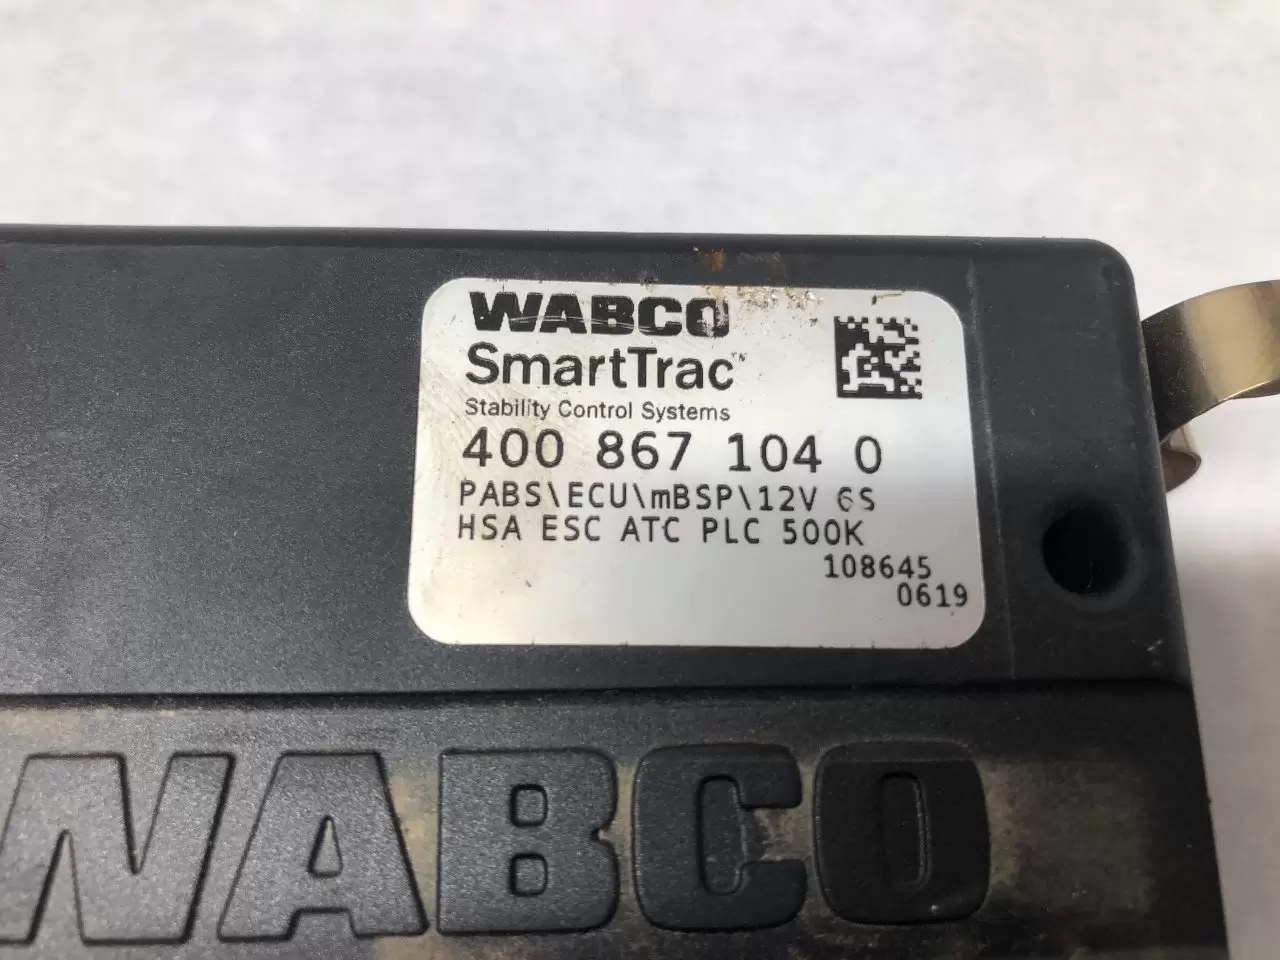 WABCO
SmartTrac™
Stability Control Systems
400 867 104 0
PABS\ECU\mBSP\12V 6S
HSA ESC ATC PLC 500K
108645
0619
WABCO